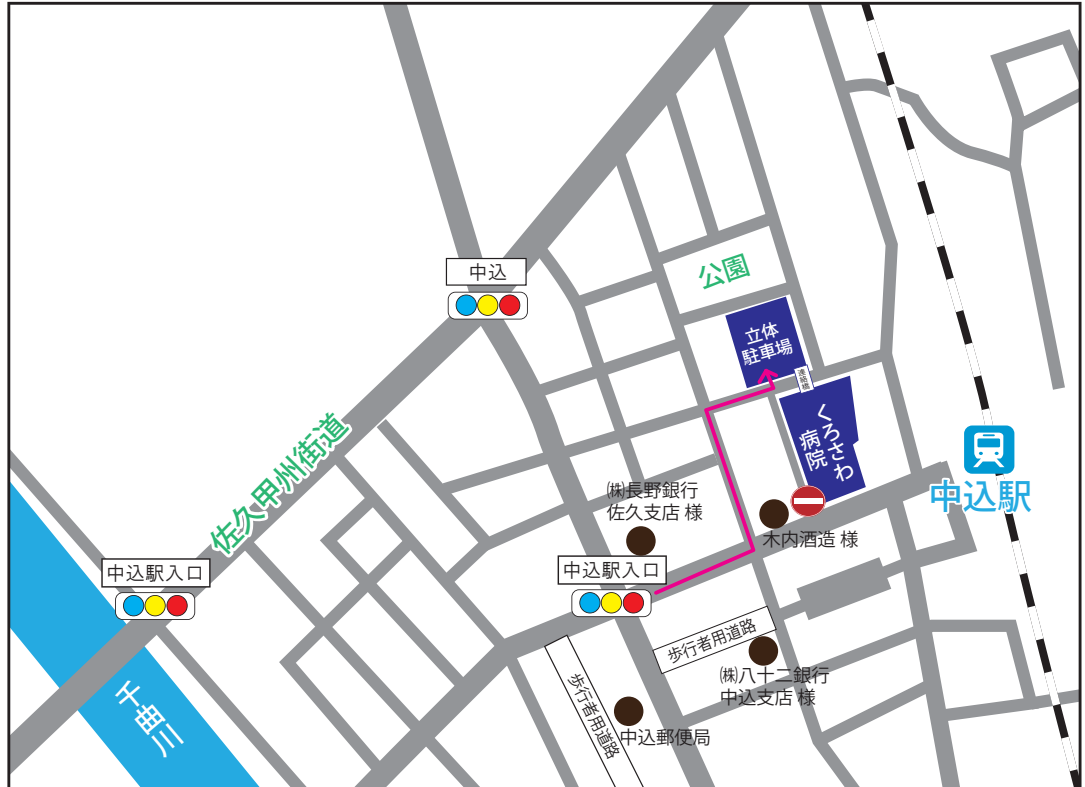 中込
公園
立体
駐車場
連絡橋
くろさわ
病院
佐久甲州街道
㈱長野銀行
佐久支店 様
中込駅
木内酒造 様
中込駅入口
中込駅入口
歩行者用道路
㈱八十二銀行
中込支店 様
歩行者用道路
千曲川
中込郵便局